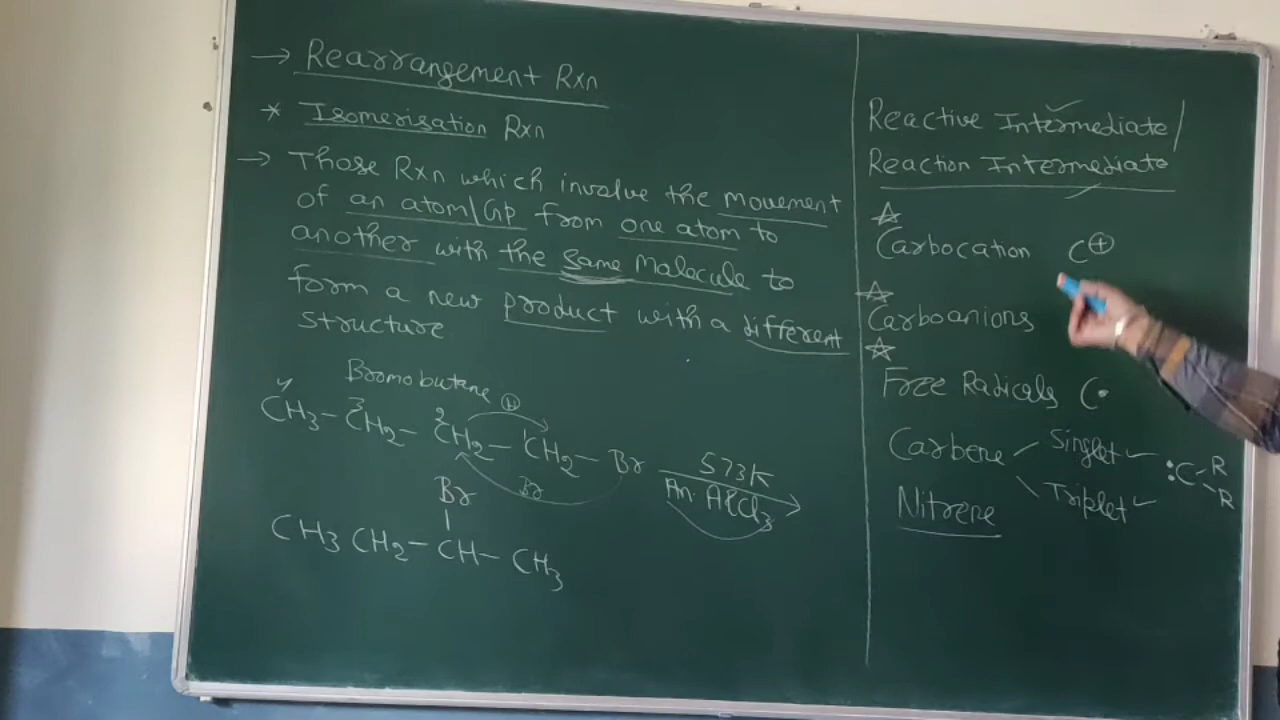 → Rearrangement Rxn
* Isomerisation Rxn
→ Those Rxn which involve the movement
of an atom/Gp from one atom to
another with the same Molecule to
form a new product with a different
structure
Bromobutane
H
4 3 2 1
CH3-CH2-CH2-CH2-Br
Br
573K
An. AlCl3
Br
CH3 CH2-CH-CH3
Reactive Intermediate/
Reaction Intermediate
Carbocation C⊕
Carboanions
Free Radicals C•
Carbene Singlet
Triplet
:C R
R
Nitrene